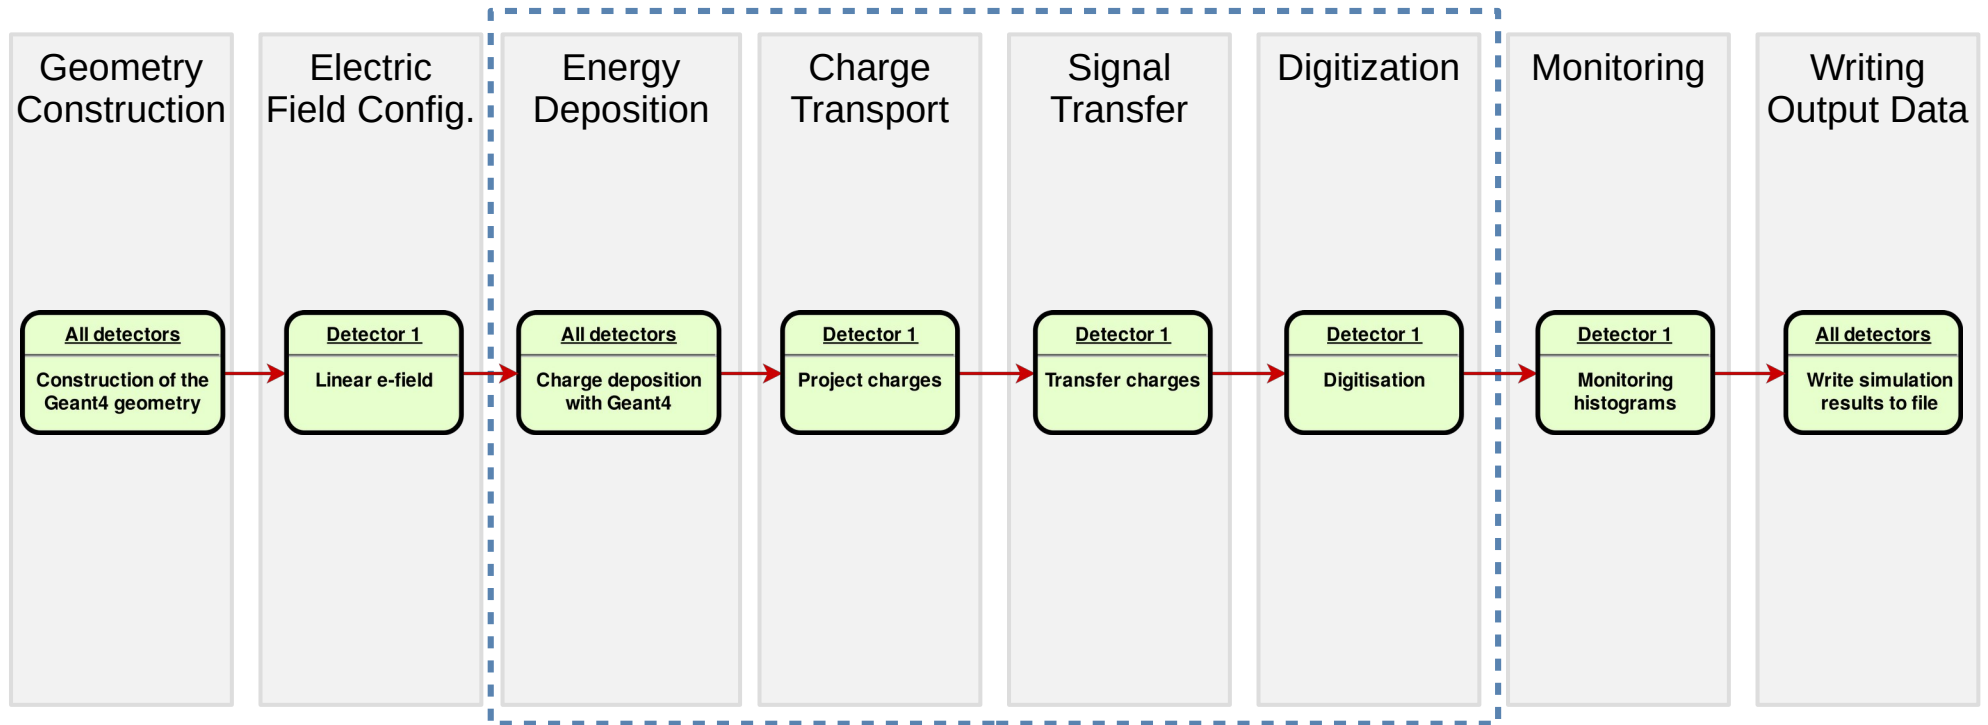 Geometry
Construction
Electric
Field Config.
Energy
Deposition
Charge
Transport
Signal
Transfer
Digitization
Monitoring
Writing
Output Data
All detectors
Construction of the
Geant4 geometry
Detector 1
Linear e-field
All detectors
Charge deposition
with Geant4
Detector 1
Project charges
Detector 1
Transfer charges
Detector 1
Digitisation
Detector 1
Monitoring
histograms
All detectors
Write simulation
results to file